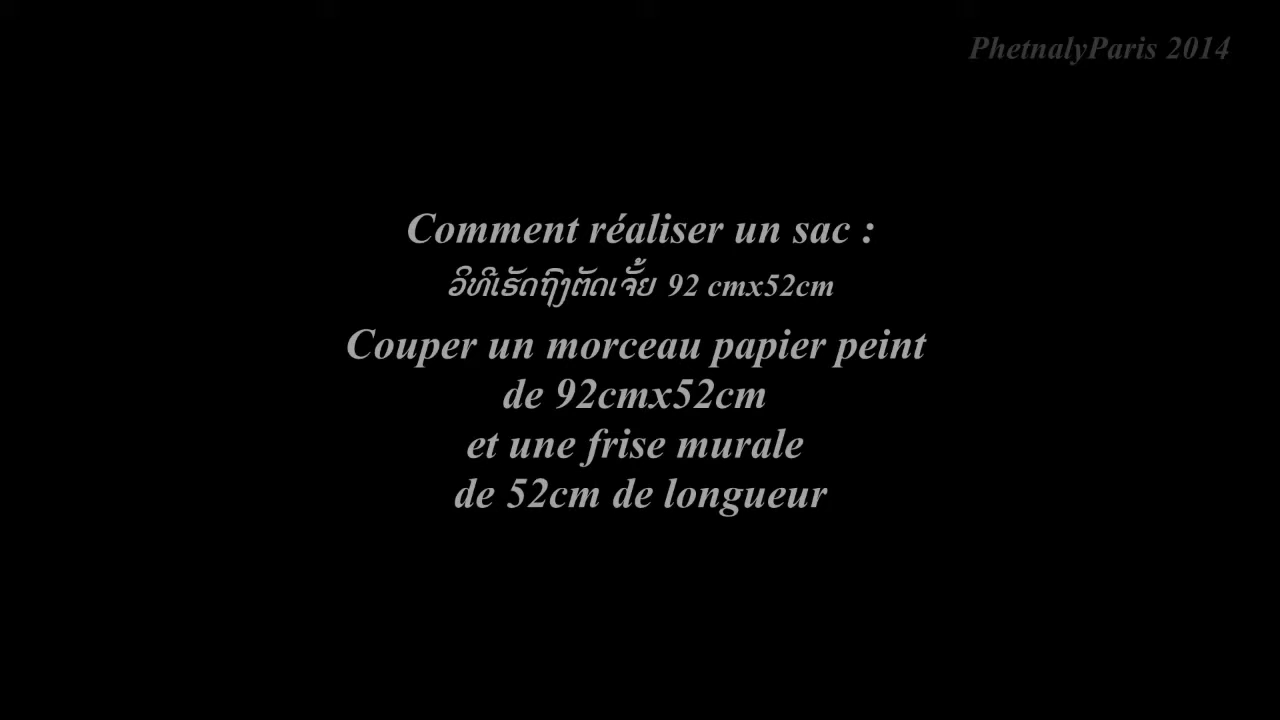 PhetnalyParis 2014
Comment réaliser un sac :
ວິທີເຮັດຖົງຕັດເຈັ້ຍ 92 cmx52cm
Couper un morceau papier peint
de 92cmx52cm
et une frise murale
de 52cm de longueur